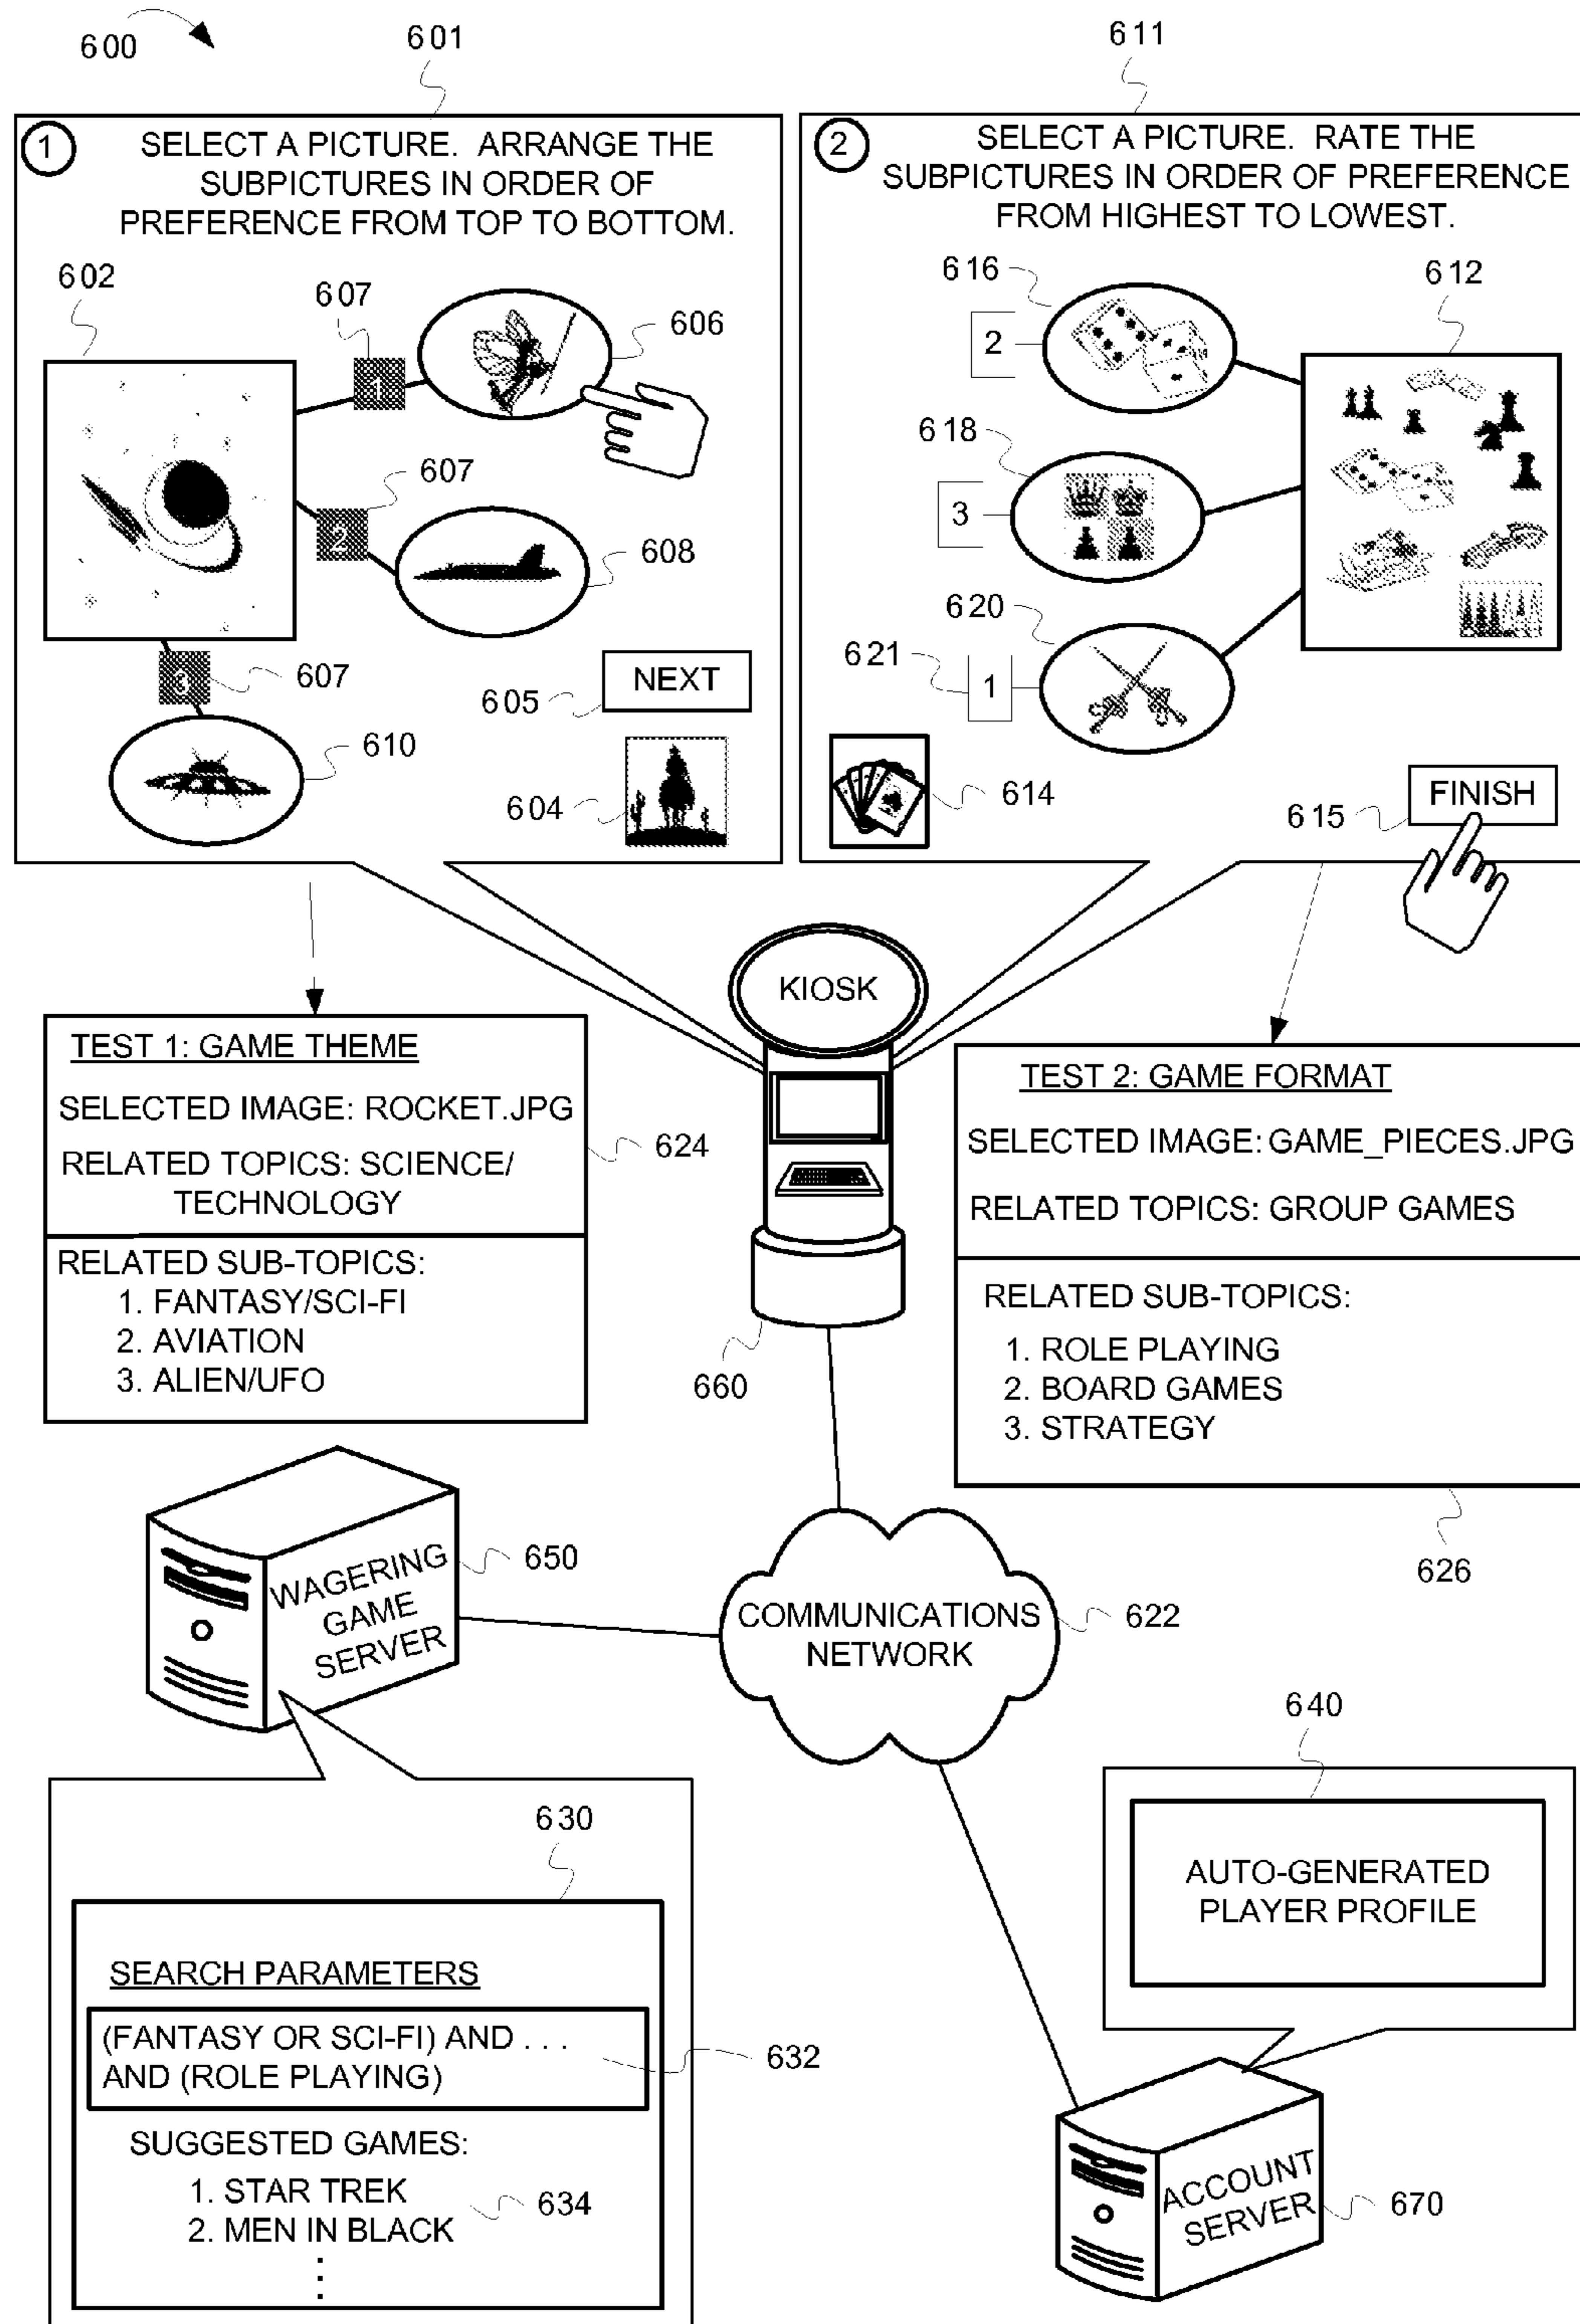 600
601
611
1
SELECT A PICTURE. ARRANGE THE
SUBPICTURES IN ORDER OF
PREFERENCE FROM TOP TO BOTTOM.
602
607
1
606
607
2
608
3
607
610
605
NEXT
604
2
SELECT A PICTURE. RATE THE
SUBPICTURES IN ORDER OF PREFERENCE
FROM HIGHEST TO LOWEST.
616
612
2
618
3
620
621
1
614
615
FINISH
KIOSK
660
TEST 1: GAME THEME
SELECTED IMAGE: ROCKET.JPG
RELATED TOPICS: SCIENCE/
TECHNOLOGY
RELATED SUB-TOPICS:
1. FANTASY/SCI-FI
2. AVIATION
3. ALIEN/UFO
624
TEST 2: GAME FORMAT
SELECTED IMAGE: GAME_PIECES.JPG
RELATED TOPICS: GROUP GAMES
RELATED SUB-TOPICS:
1. ROLE PLAYING
2. BOARD GAMES
3. STRATEGY
626
WAGERING
GAME
SERVER
650
COMMUNICATIONS
NETWORK
622
630
SEARCH PARAMETERS
(FANTASY OR SCI-FI) AND . . .
AND (ROLE PLAYING)
632
SUGGESTED GAMES:
1. STAR TREK
2. MEN IN BLACK
634
640
AUTO-GENERATED
PLAYER PROFILE
ACCOUNT
SERVER
670